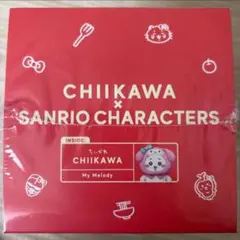 CHIIKAWA
×
SANRIO CHARACTERS
INSIDE:
ちいかわ
CHIIKAWA
My Melody